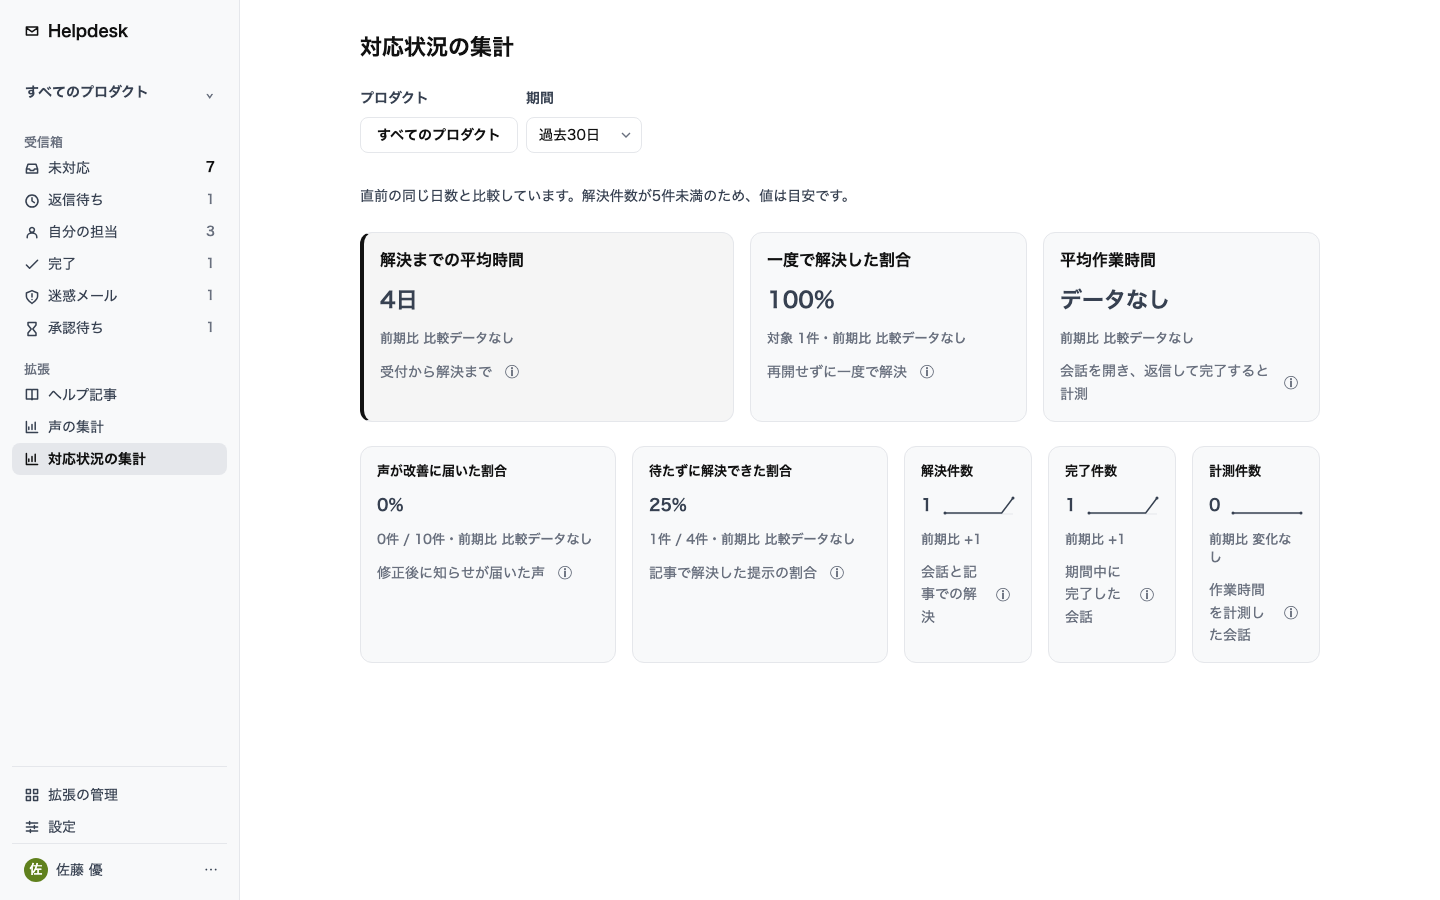 Helpdesk
すべてのプロダクト
受信箱
未対応 7
返信待ち 1
自分の担当 3
完了 1
迷惑メール 1
承認待ち 1
拡張
ヘルプ記事
声の集計
対応状況の集計
拡張の管理
設定
佐 佐藤 優 …
対応状況の集計
プロダクト 期間
すべてのプロダクト 過去30日
直前の同じ日数と比較しています。解決件数が5件未満のため、値は目安です。
解決までの平均時間
4日
前期比 比較データなし
受付から解決まで
一度で解決した割合
100%
対象 1件・前期比 比較データなし
再開せずに一度で解決
平均作業時間
データなし
前期比 比較データなし
会話を開き、返信して完了すると
計測
声が改善に届いた割合
0%
0件 / 10件・前期比 比較データなし
修正後に知らせが届いた声
待たずに解決できた割合
25%
1件 / 4件・前期比 比較データなし
記事で解決した提示の割合
解決件数
1
前期比 +1
会話と記
事での解
決
完了件数
1
前期比 +1
期間中に
完了した
会話
計測件数
0
前期比 変化な
し
作業時間
を計測し
た会話